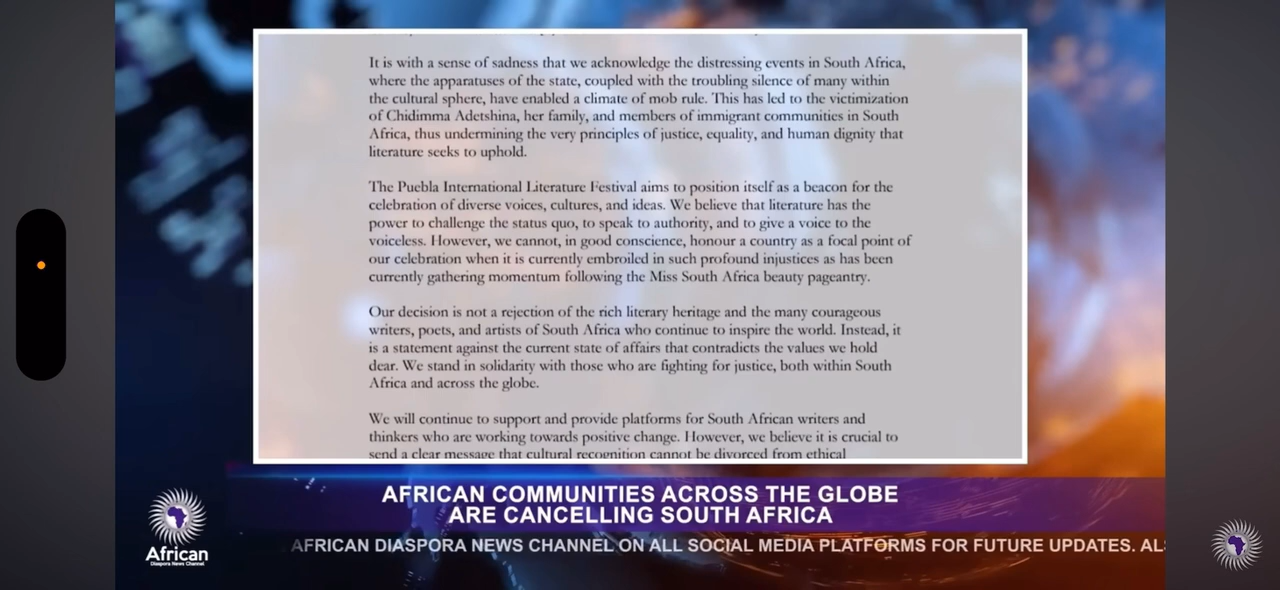 It is with a sense of sadness that we acknowledge the distressing events in South Africa,
where the apparatuses of the state, coupled with the troubling silence of many within
the cultural sphere, have enabled a climate of mob rule. This has led to the victimization
of Chidimma Adetshina, her family, and members of immigrant communities in South
Africa, thus undermining the very principles of justice, equality, and human dignity that
literature seeks to uphold.
The Puebla International Literature Festival aims to position itself as a beacon for the
celebration of diverse voices, cultures, and ideas. We believe that literature has the
power to challenge the status quo, to speak to authority, and to give a voice to the
voiceless. However, we cannot, in good conscience, honour a country as a focal point of
our celebration when it is currently embroiled in such profound injustices as has been
currently gathering momentum following the Miss South Africa beauty pageantry.
Our decision is not a rejection of the rich literary heritage and the many courageous
writers, poets, and artists of South Africa who continue to inspire the world. Instead, it
is a statement against the current state of affairs that contradicts the values we hold
dear. We stand in solidarity with those who are fighting for justice, both within South
Africa and across the globe.
We will continue to support and provide platforms for South African writers and
thinkers who are working towards positive change. However, we believe it is crucial to
send a clear message that cultural recognition cannot be divorced from ethical
AFRICAN COMMUNITIES ACROSS THE GLOBE
ARE CANCELLING SOUTH AFRICA
African
Diaspora News Channel
AFRICAN DIASPORA NEWS CHANNEL ON ALL SOCIAL MEDIA PLATFORMS FOR FUTURE UPDATES. ALS